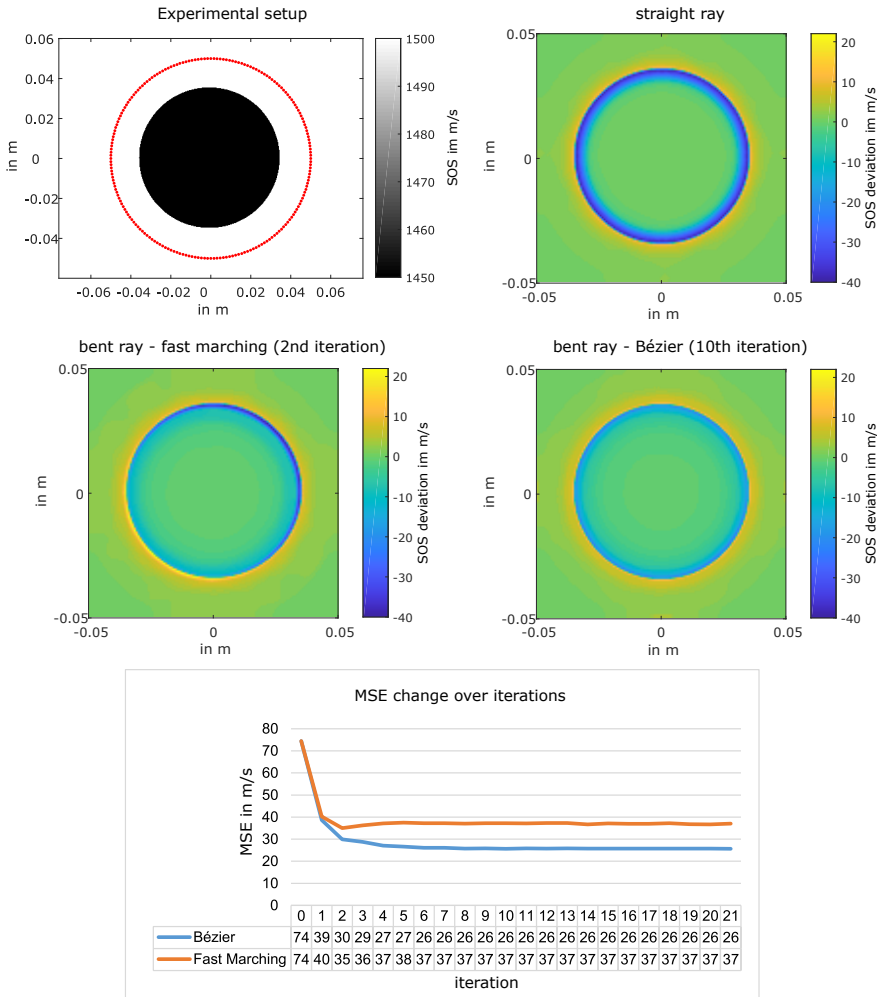 Experimental setup
0.06
0.04
0.02
0
-0.02
-0.04
in m
-0.06 -0.04 -0.02 0 0.02 0.04 0.06
in m
1500
1490
1480
1470
1460
1450
SOS im m/s
straight ray
0.05
0
-0.05
in m
-0.05 0 0.05
in m
20
10
0
-10
-20
-30
-40
SOS deviation im m/s
bent ray - fast marching (2nd iteration)
0.05
0
-0.05
in m
-0.05 0 0.05
in m
20
10
0
-10
-20
-30
-40
SOS deviation im m/s
bent ray - Bézier (10th iteration)
0.05
0
-0.05
in m
-0.05 0 0.05
in m
20
10
0
-10
-20
-30
-40
SOS deviation im m/s
MSE change over iterations
MSE in m/s
80
70
60
50
40
30
20
10
0
0 1 2 3 4 5 6 7 8 9 10 11 12 13 14 15 16 17 18 19 20 21
Bézier 74 39 30 29 27 27 26 26 26 26 26 26 26 26 26 26 26 26 26 26 26 26
Fast Marching 74 40 35 36 37 38 37 37 37 37 37 37 37 37 37 37 37 37 37 37 37 37
iteration